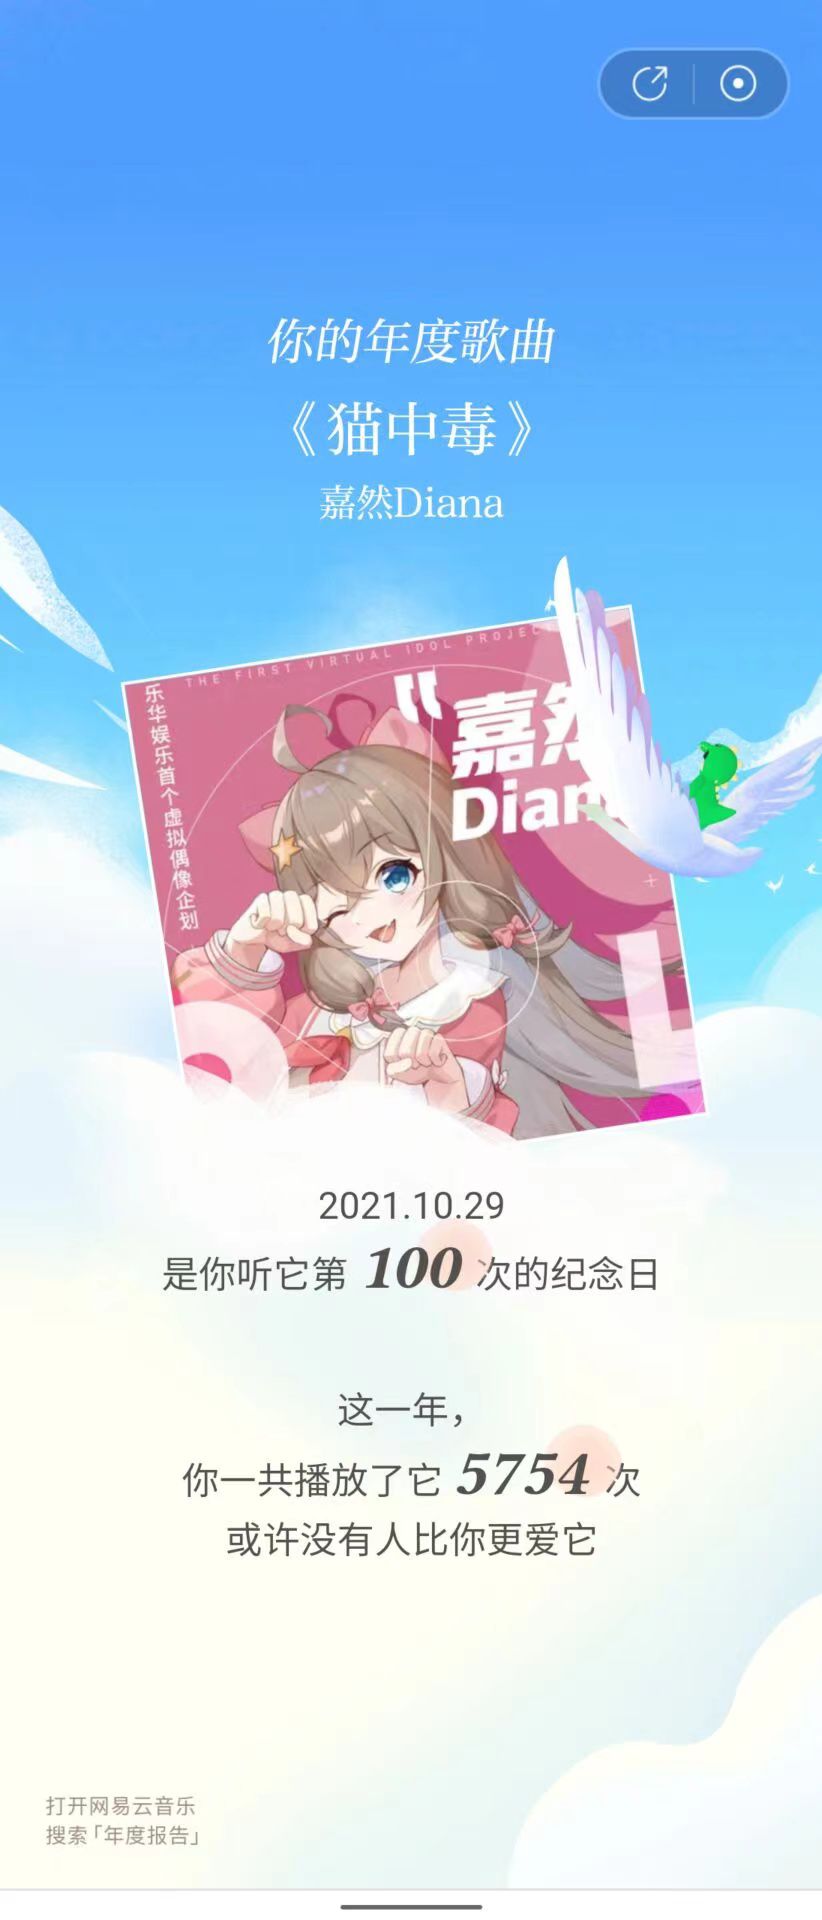 你的年度歌曲
《猫中毒》
嘉然Diana
THE FIRST VIRTUAL IDOL PROJECT
乐华娱乐首个虚拟偶像企划
嘉然
Dian
2021.10.29
是你听它第 100 次的纪念日
这一年，
你一共播放了它 5754 次
或许没有人比你更爱它
打开网易云音乐
搜索「年度报告」